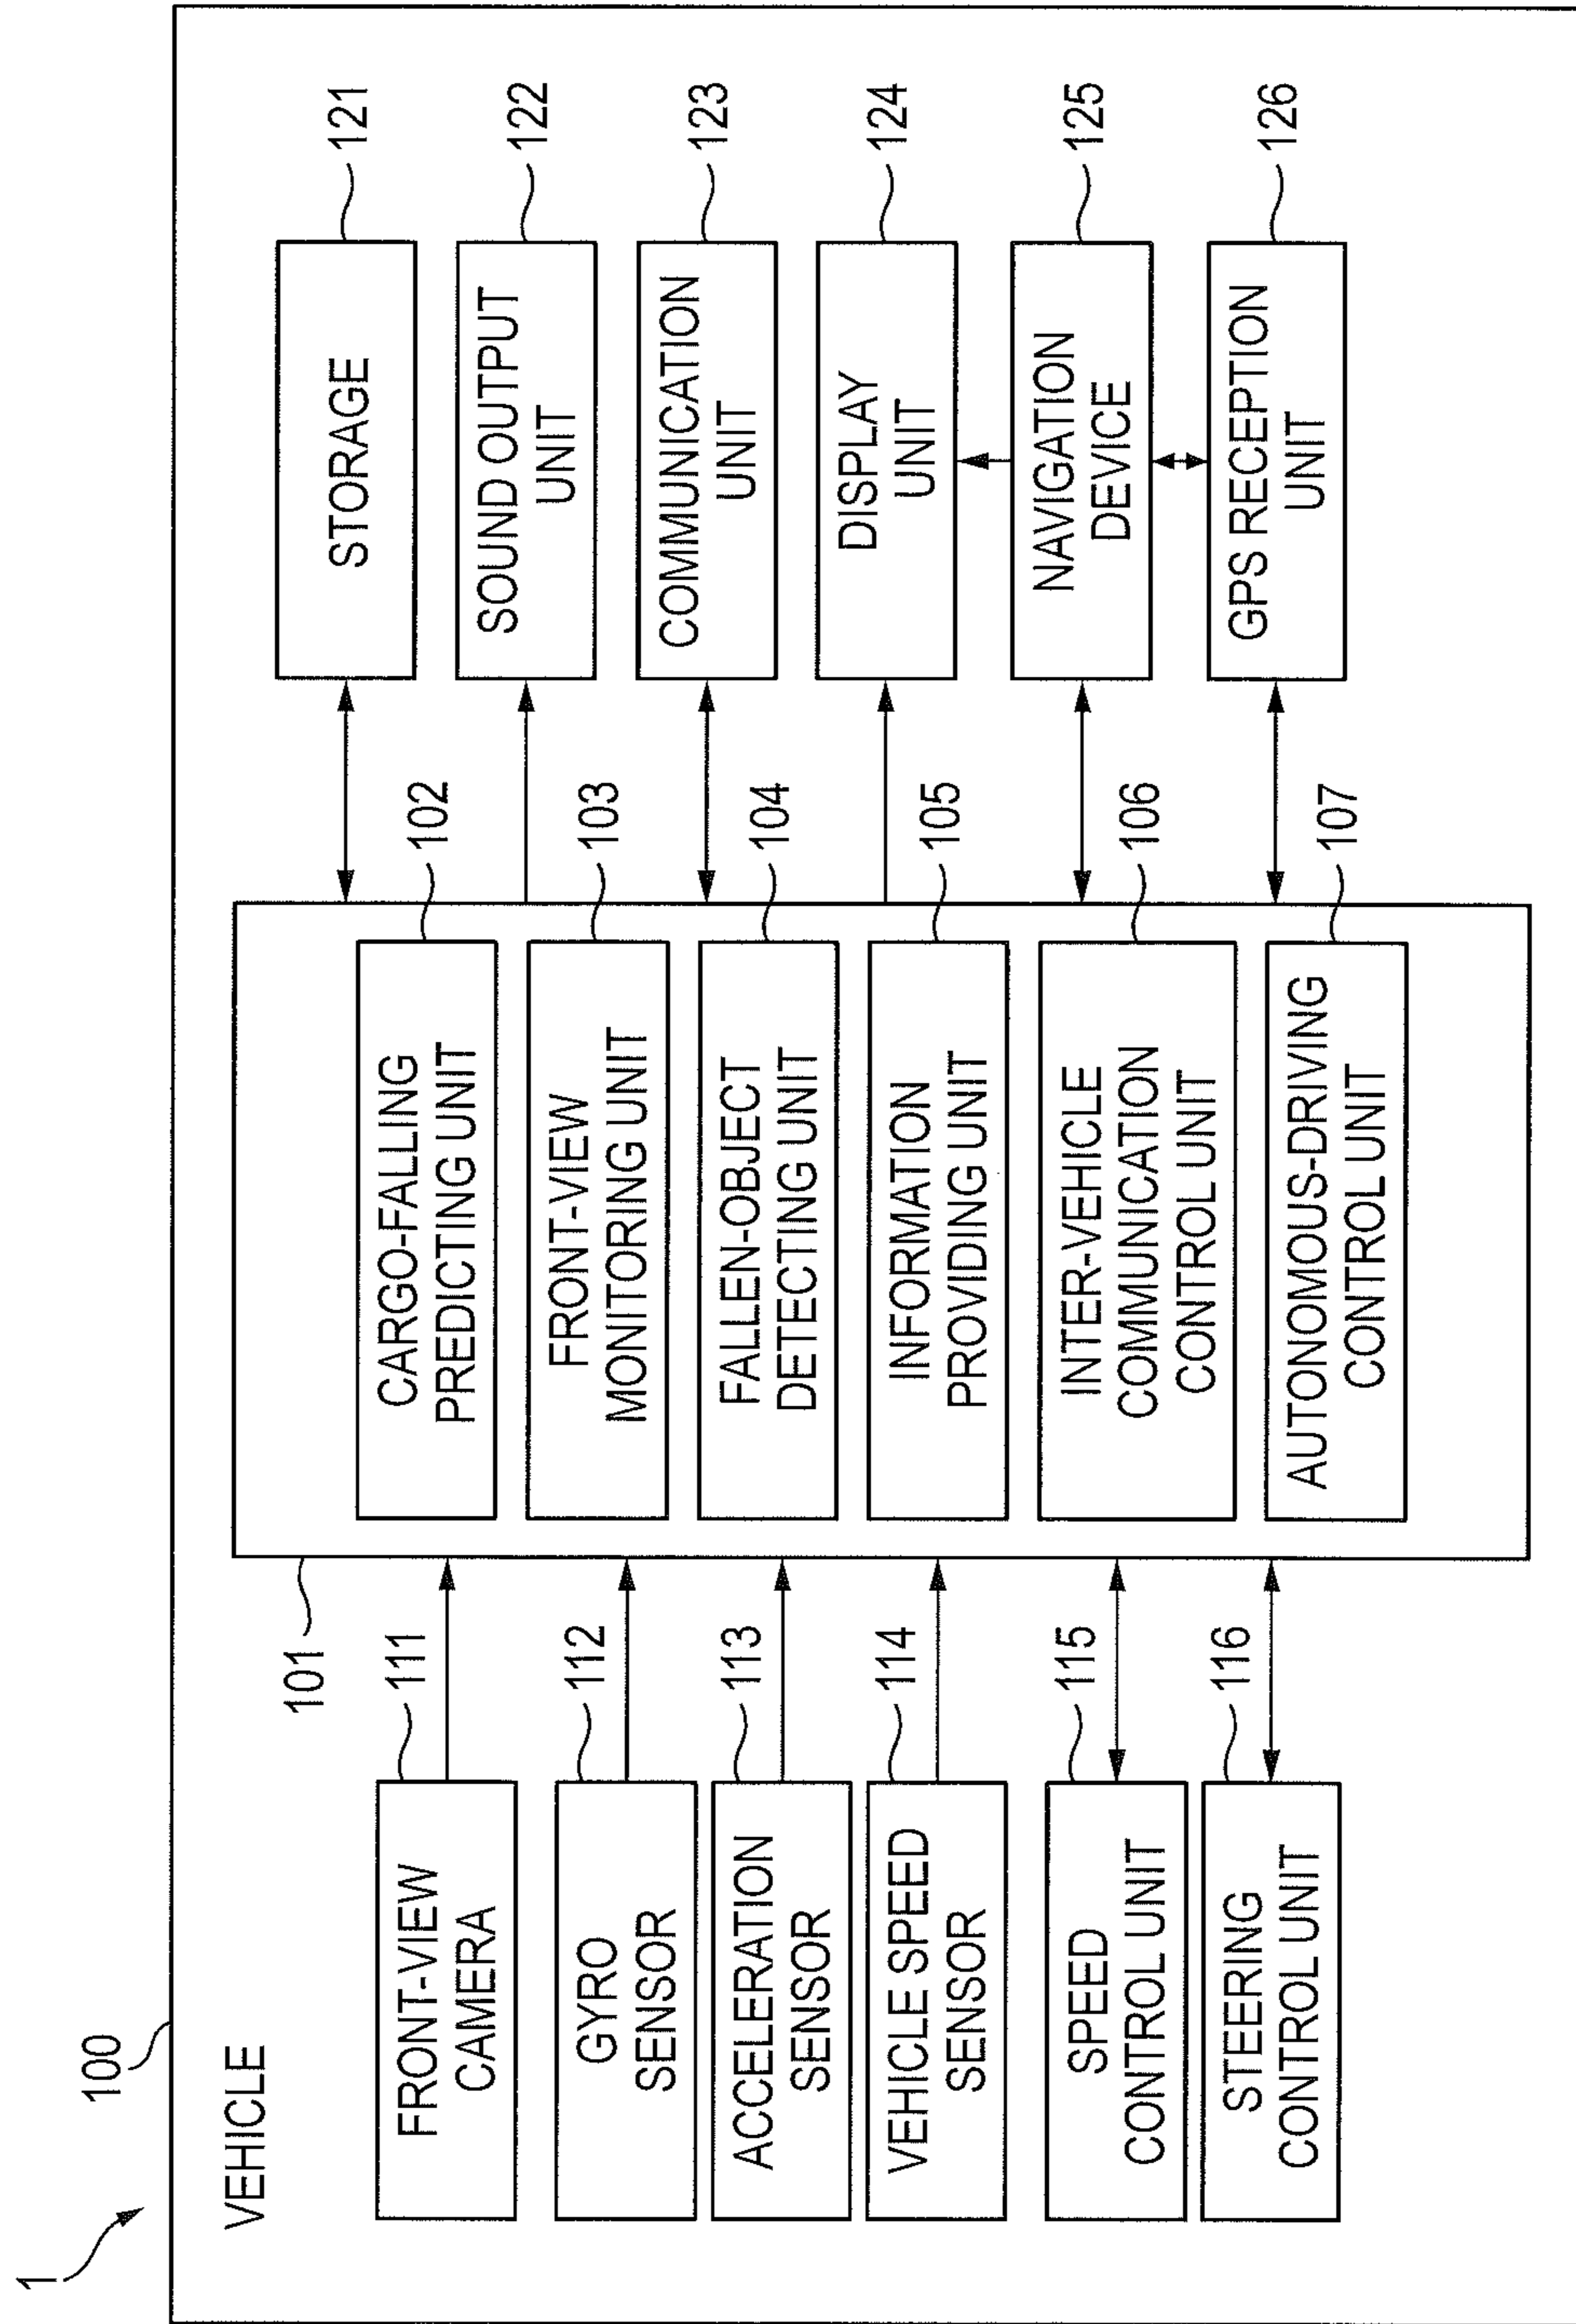 1
100
VEHICLE
FRONT-VIEW
CAMERA
111
GYRO
SENSOR
112
ACCELERATION
SENSOR
113
VEHICLE SPEED
SENSOR
114
SPEED
CONTROL UNIT
115
STEERING
CONTROL UNIT
116
101
CARGO-FALLING
PREDICTING UNIT
102
FRONT-VIEW
MONITORING UNIT
103
FALLEN-OBJECT
DETECTING UNIT
104
INFORMATION
PROVIDING UNIT
105
INTER-VEHICLE
COMMUNICATION
CONTROL UNIT
106
AUTONOMOUS-DRIVING
CONTROL UNIT
107
STORAGE
121
SOUND OUTPUT
UNIT
122
COMMUNICATION
UNIT
123
DISPLAY
UNIT
124
NAVIGATION
DEVICE
125
GPS RECEPTION
UNIT
126